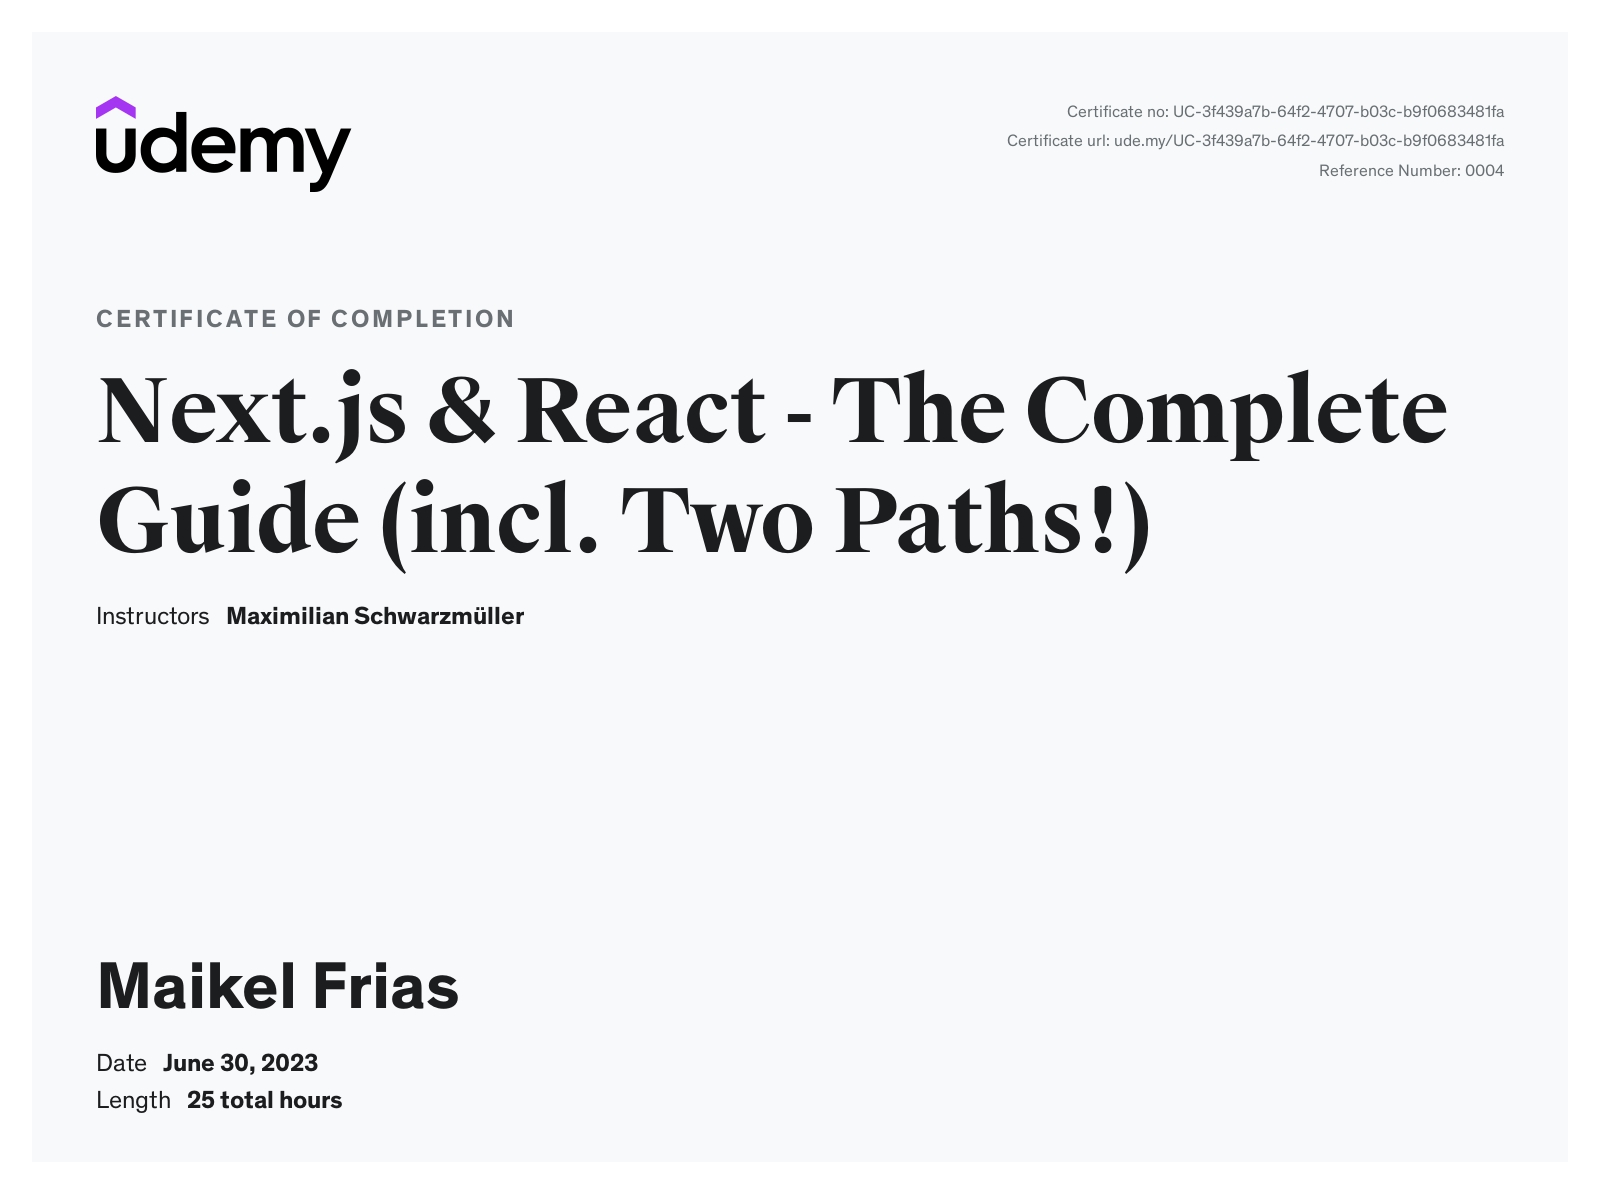 udemy
Certificate no: UC-3f439a7b-64f2-4707-b03c-b9f0683481fa
Certificate url: ude.my/UC-3f439a7b-64f2-4707-b03c-b9f0683481fa
Reference Number: 0004
CERTIFICATE OF COMPLETION
Next.js & React - The Complete
Guide (incl. Two Paths!)
Instructors Maximilian Schwarzmüller
Maikel Frias
Date June 30, 2023
Length 25 total hours